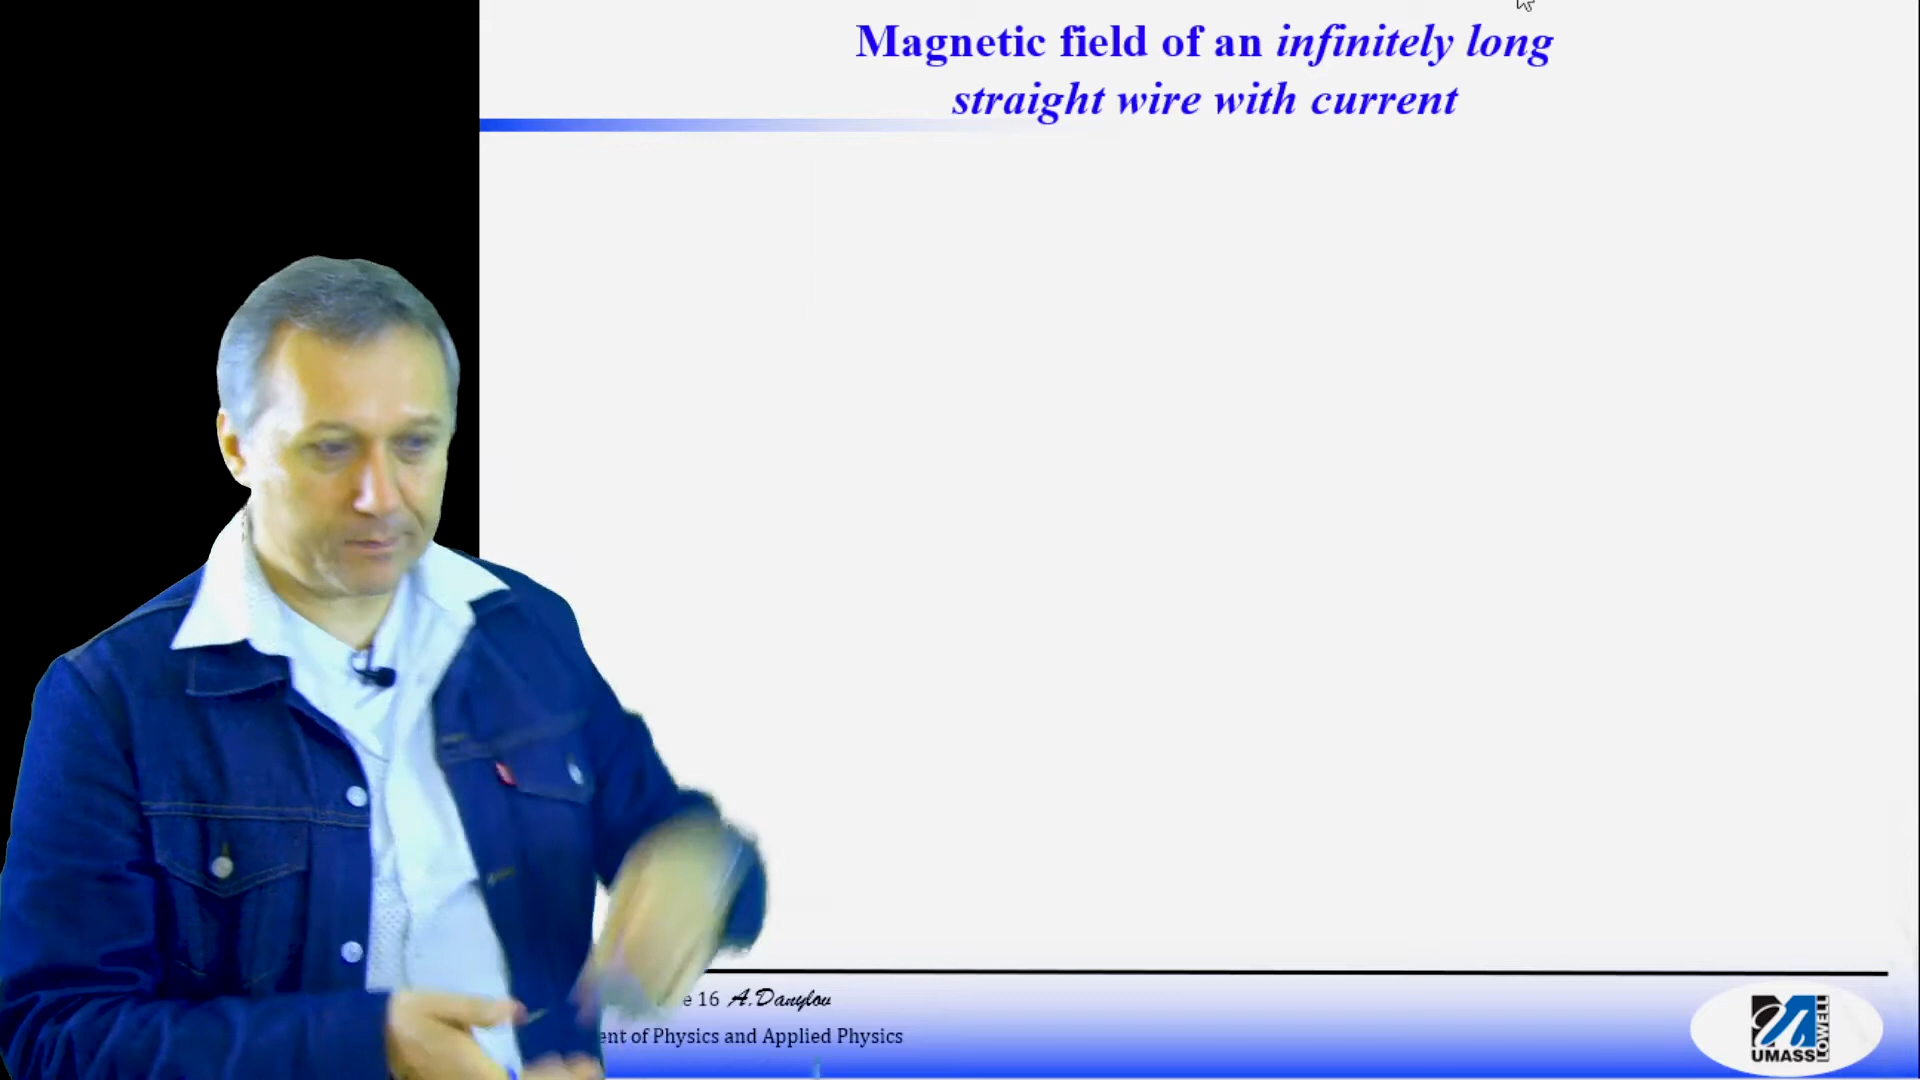 Magnetic field of an infinitely long
straight wire with current
e 16 A.Danylov
ent of Physics and Applied Physics
UMASS
LOWELL